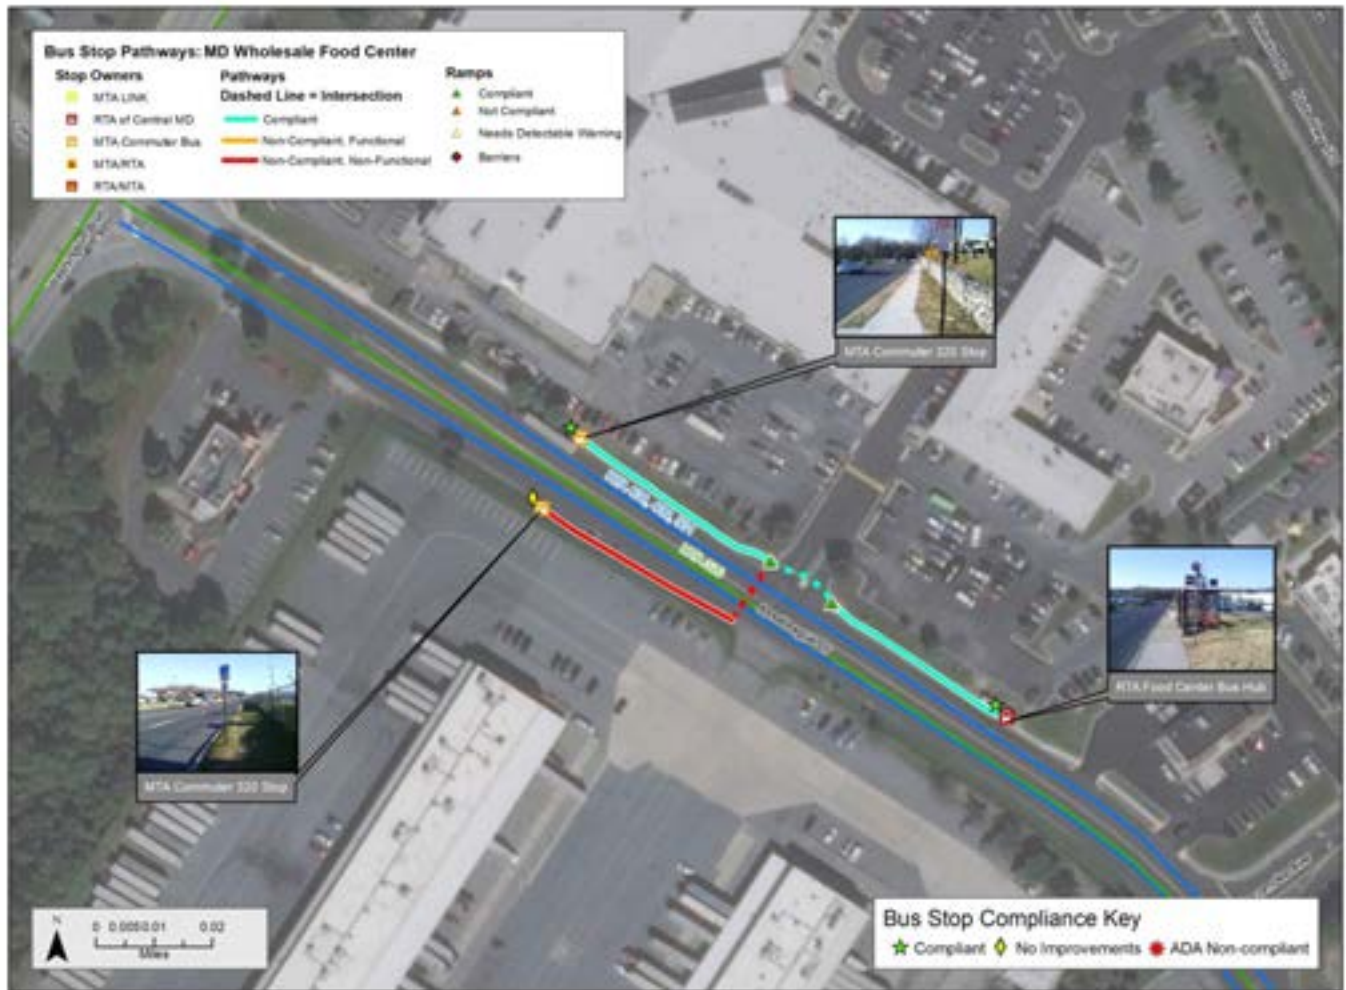 Bus Stop Pathways: MD Wholesale Food Center
Stop Owners
MTA LINK
RTA of Central MD
MTA Commuter Bus
MTA/RTA
RTA/MTA
Pathways
Dashed Line = Intersection
Compliant
Non-Compliant, Functional
Non-Compliant, Non-Functional
Ramps
Compliant
Not Compliant
Needs Detectable Warning
Barriers
MTA Commuter 320 Stop
RTA Food Center Bus Hub
MTA Commuter 320 Stop
N
0 0.005 0.01 0.02
Miles
Bus Stop Compliance Key
Compliant
No Improvements
ADA Non-compliant